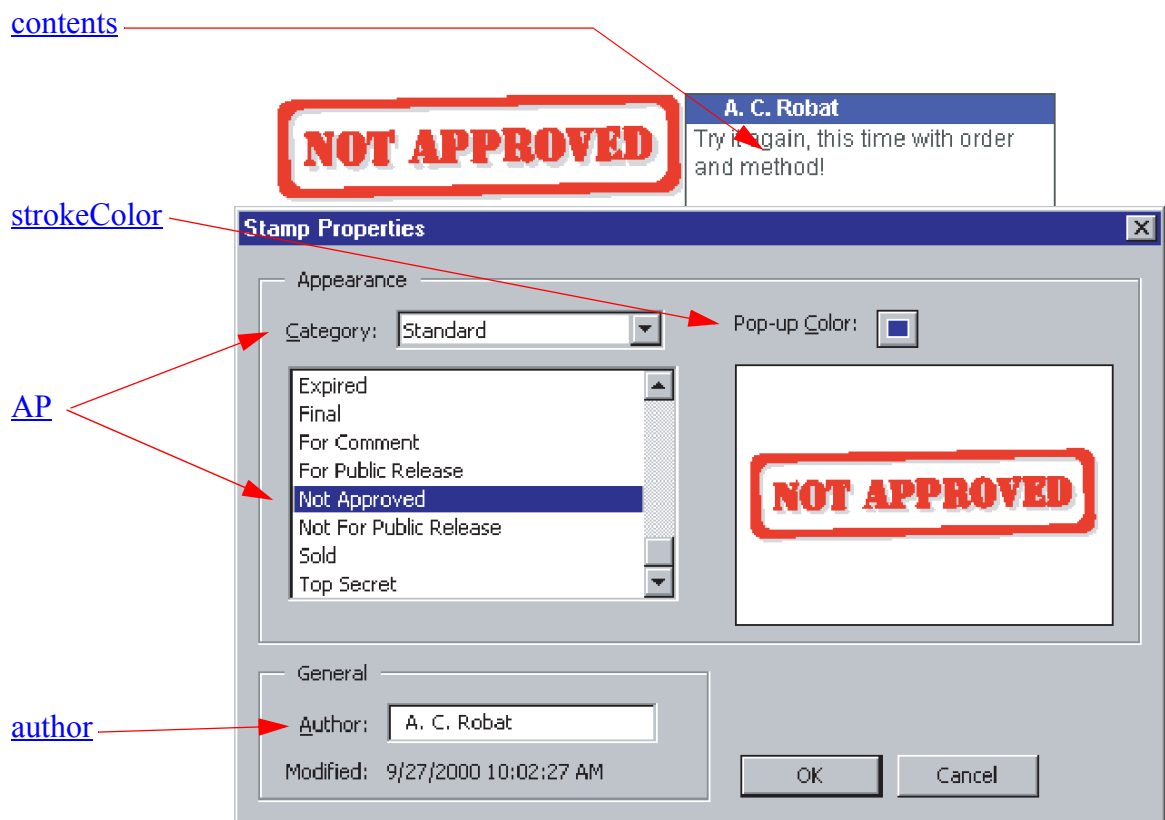 contents
NOT APPROVED
A. C. Robat
Try it again, this time with order
and method!
strokeColor
Stamp Properties
Appearance
Category: Standard
Pop-up Color:
AP
Expired
Final
For Comment
For Public Release
Not Approved
Not For Public Release
Sold
Top Secret
NOT APPROVED
General
author
Author: A. C. Robat
Modified: 9/27/2000 10:02:27 AM
OK
Cancel